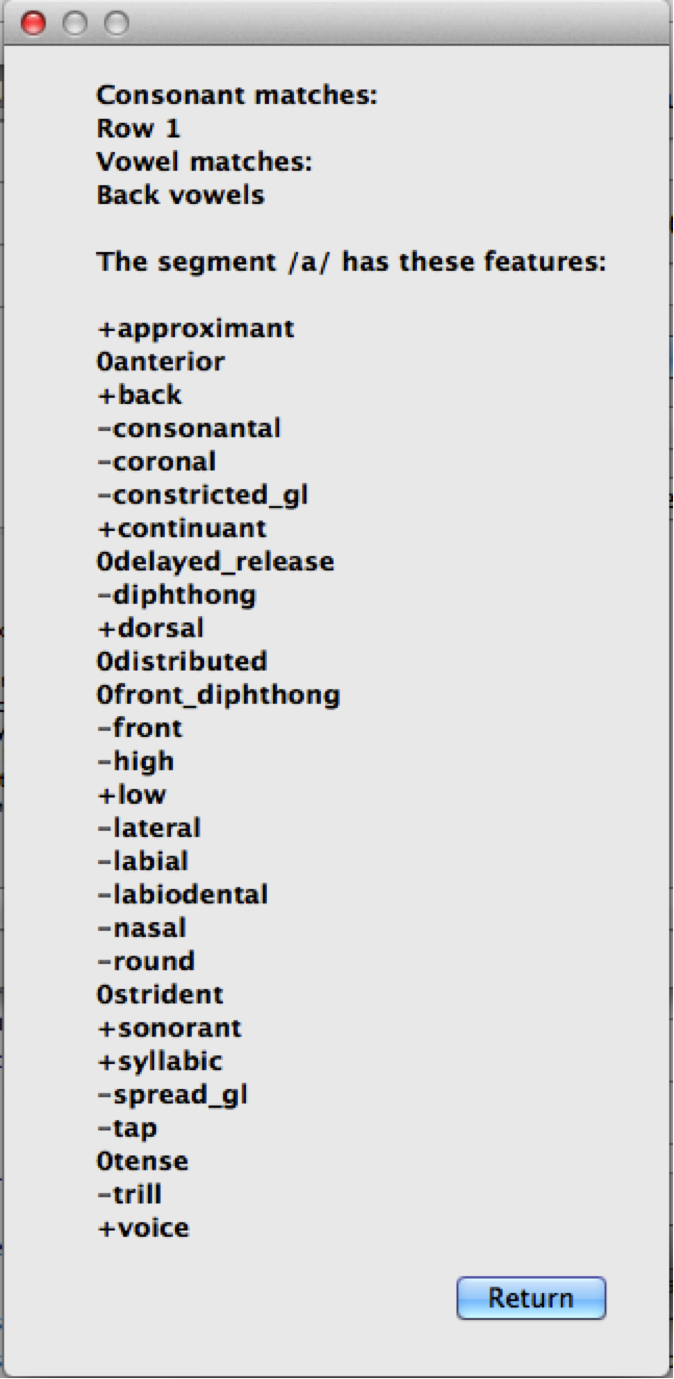 Consonant matches:
Row 1
Vowel matches:
Back vowels
The segment /a/ has these features:
+approximant
0anterior
+back
-consonantal
-coronal
-constricted_gl
+continuant
0delayed_release
-diphthong
+dorsal
0distributed
0front_diphthong
-front
-high
+low
-lateral
-labial
-labiodental
-nasal
-round
0strident
+sonorant
+syllabic
-spread_gl
-tap
0tense
-trill
+voice
Return